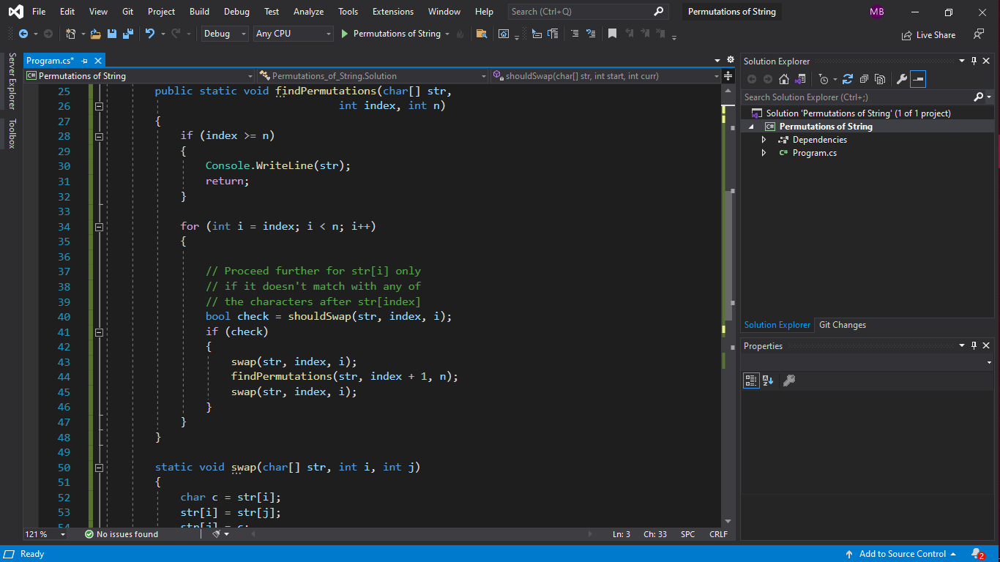 File Edit View Git Project Build Debug Test Analyze Tools Extensions Window Help Search (Ctrl+Q) Permutations of String MB
Debug Any CPU Permutations of String Live Share
Server Explorer
Toolbox
Program.cs*
C# Permutations of String Permutations_of_String.Solution shouldSwap(char[] str, int start, int curr)
25 public static void findPermutations(char[] str,
26 int index, int n)
27 {
28 if (index >= n)
29 {
30 Console.WriteLine(str);
31 return;
32 }
33
34 for (int i = index; i < n; i++)
35 {
36
37 // Proceed further for str[i] only
38 // if it doesn't match with any of
39 // the characters after str[index]
40 bool check = shouldSwap(str, index, i);
41 if (check)
42 {
43 swap(str, index, i);
44 findPermutations(str, index + 1, n);
45 swap(str, index, i);
46 }
47 }
48 }
49
50 static void swap(char[] str, int i, int j)
51 {
52 char c = str[i];
53 str[i] = str[j];
54 str[j] = c;
121 % No issues found Ln: 3 Ch: 33 SPC CRLF
Solution Explorer
Search Solution Explorer (Ctrl+;)
Solution 'Permutations of String' (1 of 1 project)
C# Permutations of String
Dependencies
C# Program.cs
Solution Explorer Git Changes
Properties
Ready Add to Source Control 2